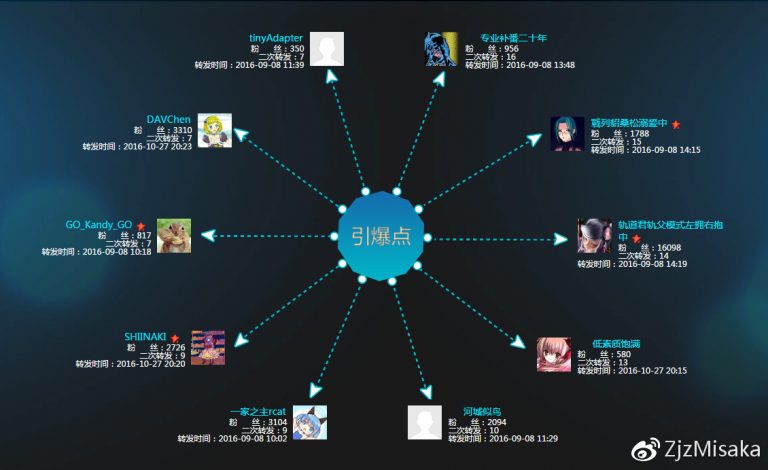 tinyAdapter
粉 丝：350
二次转发：7
转发时间：2016-09-08 11:39
专业补番二十年
粉 丝：956
二次转发：16
转发时间：2016-09-08 13:48
DAVChen
粉 丝：3310
二次转发：7
转发时间：2016-10-27 20:23
戰列貂桑松溺愛中
粉 丝：1788
二次转发：15
转发时间：2016-09-08 14:15
GO_Kandy_GO
粉 丝：817
二次转发：7
转发时间：2016-09-08 10:18
引爆点
轨道君轨父模式左拥右抱
中
粉 丝：16098
二次转发：14
转发时间：2016-09-08 14:19
SHIINAKI
粉 丝：2726
二次转发：9
转发时间：2016-10-27 20:20
低素质饱满
粉 丝：580
二次转发：13
转发时间：2016-10-27 20:15
一家之主rcat
粉 丝：3104
二次转发：9
转发时间：2016-09-08 10:02
河城似鸟
粉 丝：2094
二次转发：10
转发时间：2016-09-08 11:29
ZjzMisaka